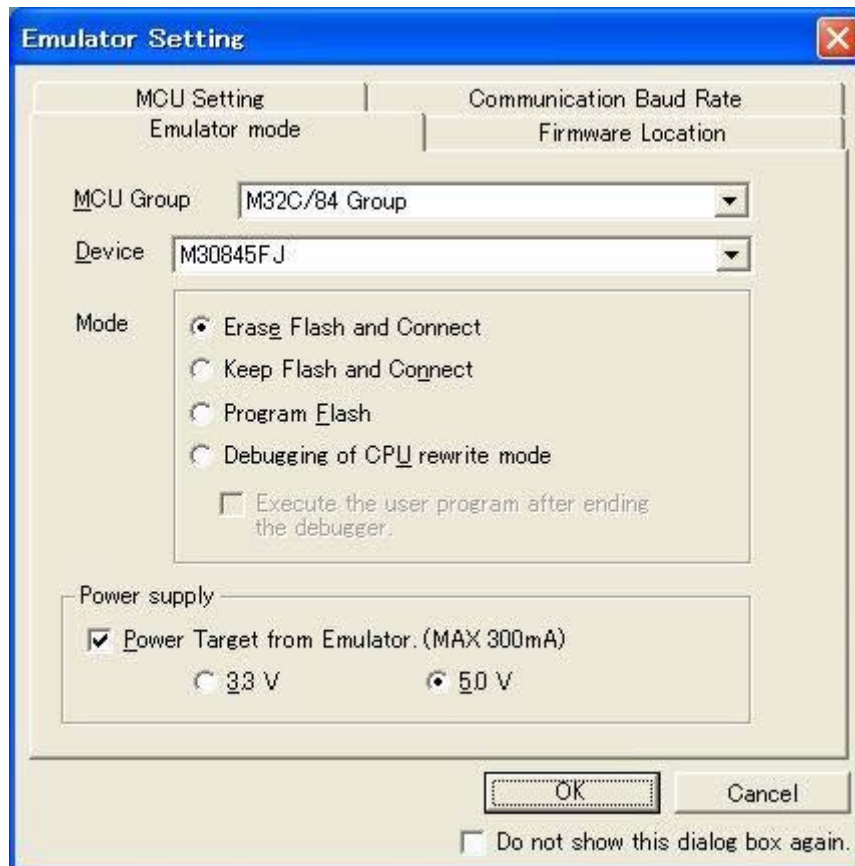 Emulator Setting
MCU Setting
Communication Baud Rate
Emulator mode
Firmware Location
MCU Group
M32C/84 Group
Device
M30845FJ
Mode
Erase Flash and Connect
Keep Flash and Connect
Program Flash
Debugging of CPU rewrite mode
Execute the user program after ending
the debugger.
Power supply
Power Target from Emulator. (MAX 300mA)
3.3 V
5.0 V
OK
Cancel
Do not show this dialog box again.